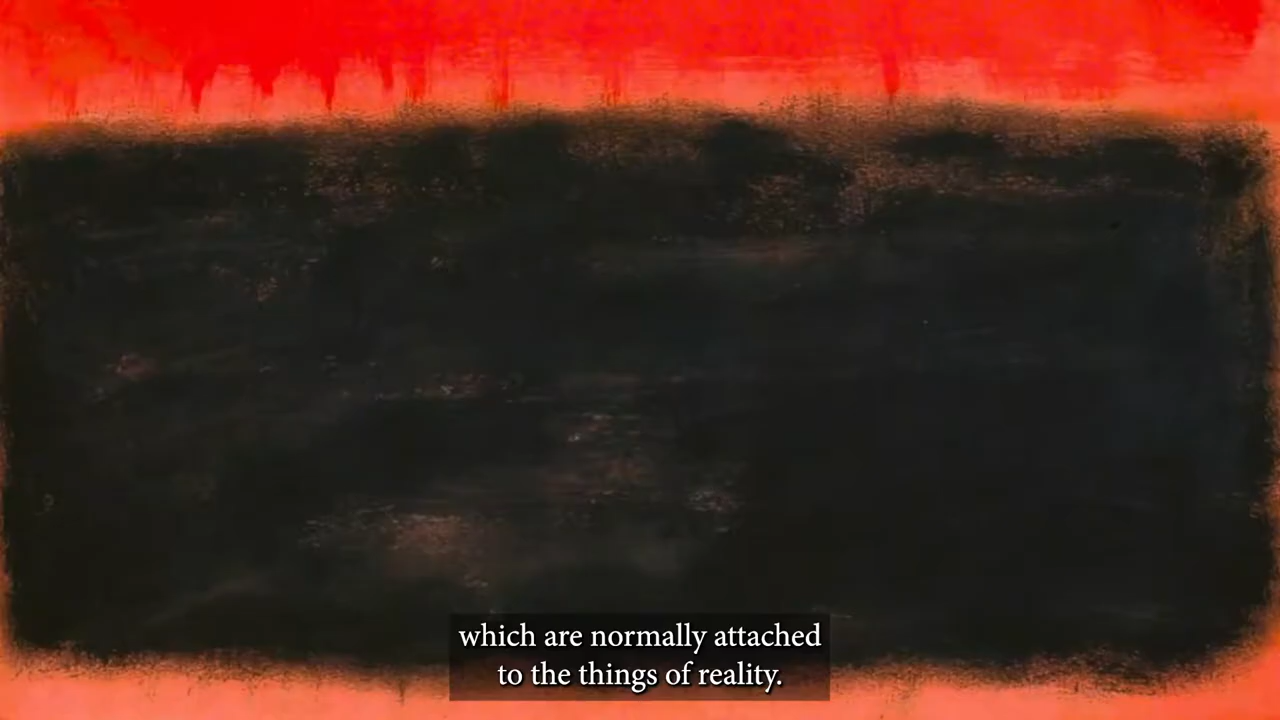 which are normally attached
to the things of reality.